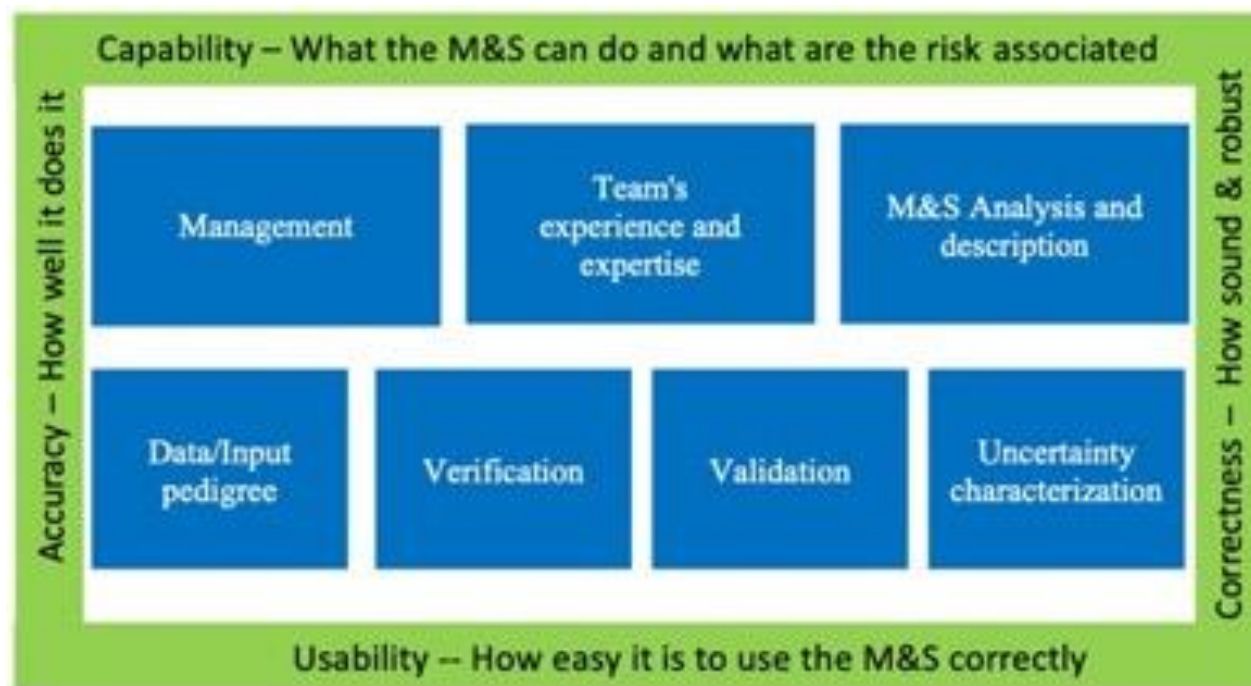 Capability – What the M&S can do and what are the risk associated
Accuracy – How well it does it
Management
Team's
experience and
expertise
M&S Analysis and
description
Data/Input
pedigree
Verification
Validation
Uncertainty
characterization
Correctness – How sound & robust
Usability -- How easy it is to use the M&S correctly